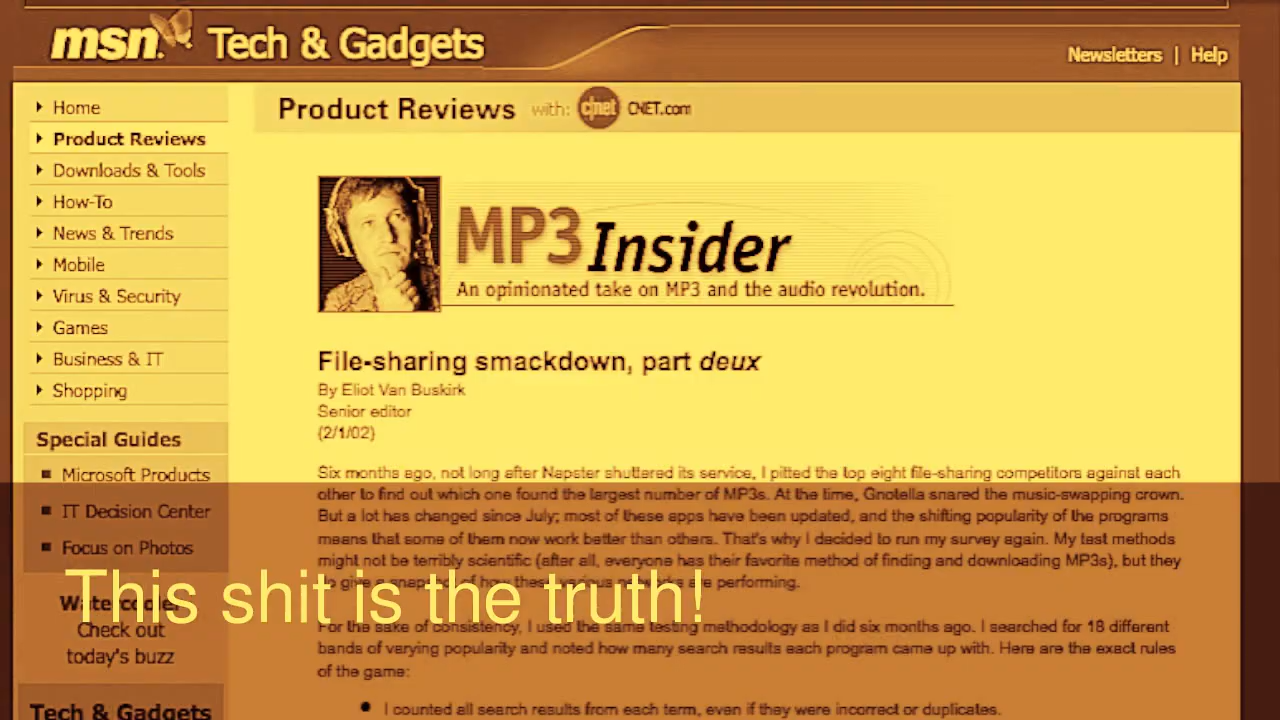 msn Tech & Gadgets
Newsletters | Help
Home
Product Reviews
Downloads & Tools
How-To
News & Trends
Mobile
Virus & Security
Games
Business & IT
Shopping
Special Guides
Microsoft Products
IT Decision Center
Focus on Photos
Watercooler
Check out
today's buzz
Tech & Gadgets
Product Reviews with: c|net CNET.com
MP3 Insider
An opinionated take on MP3 and the audio revolution.
File-sharing smackdown, part deux
By Eliot Van Buskirk
Senior editor
(2/1/02)
Six months ago, not long after Napster shuttered its service, I pitted the top eight file-sharing competitors against each
other to find out which one found the largest number of MP3s. At the time, Gnotella snared the music-swapping crown.
But a lot has changed since July; most of these apps have been updated, and the shifting popularity of the programs
means that some of them now work better than others. That's why I decided to run my survey again. My test methods
might not be terribly scientific (after all, everyone has their favorite method of finding and downloading MP3s), but they
do give a snapshot of how these various networks are performing.
This shit is the truth!
For the sake of consistency, I used the same testing methodology as I did six months ago. I searched for 18 different
bands of varying popularity and noted how many search results each program came up with. Here are the exact rules
of the game:
• I counted all search results from each term, even if they were incorrect or duplicates.